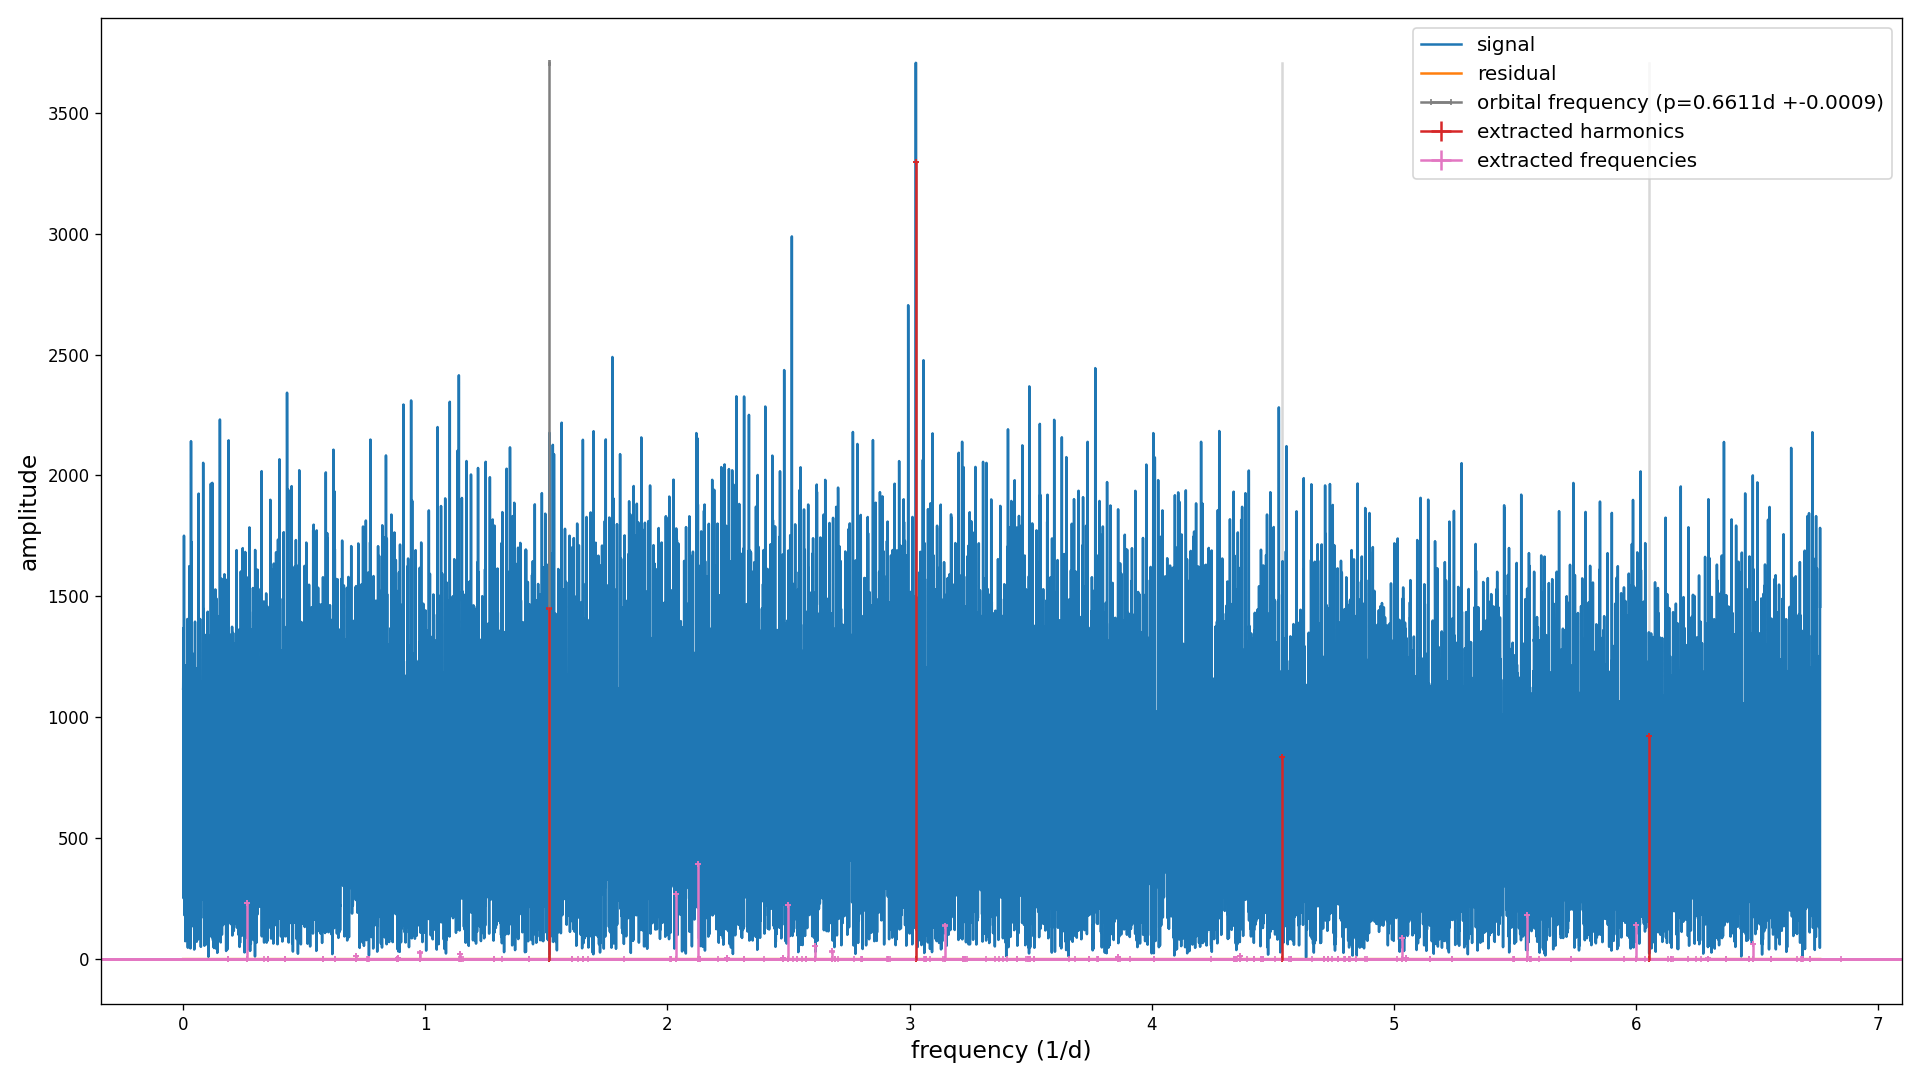 signal
residual
orbital frequency (p=0.6611d +-0.0009)
extracted harmonics
extracted frequencies
3500
3000
2500
2000
1500
1000
500
0
amplitude
0 1 2 3 4 5 6 7
frequency (1/d)